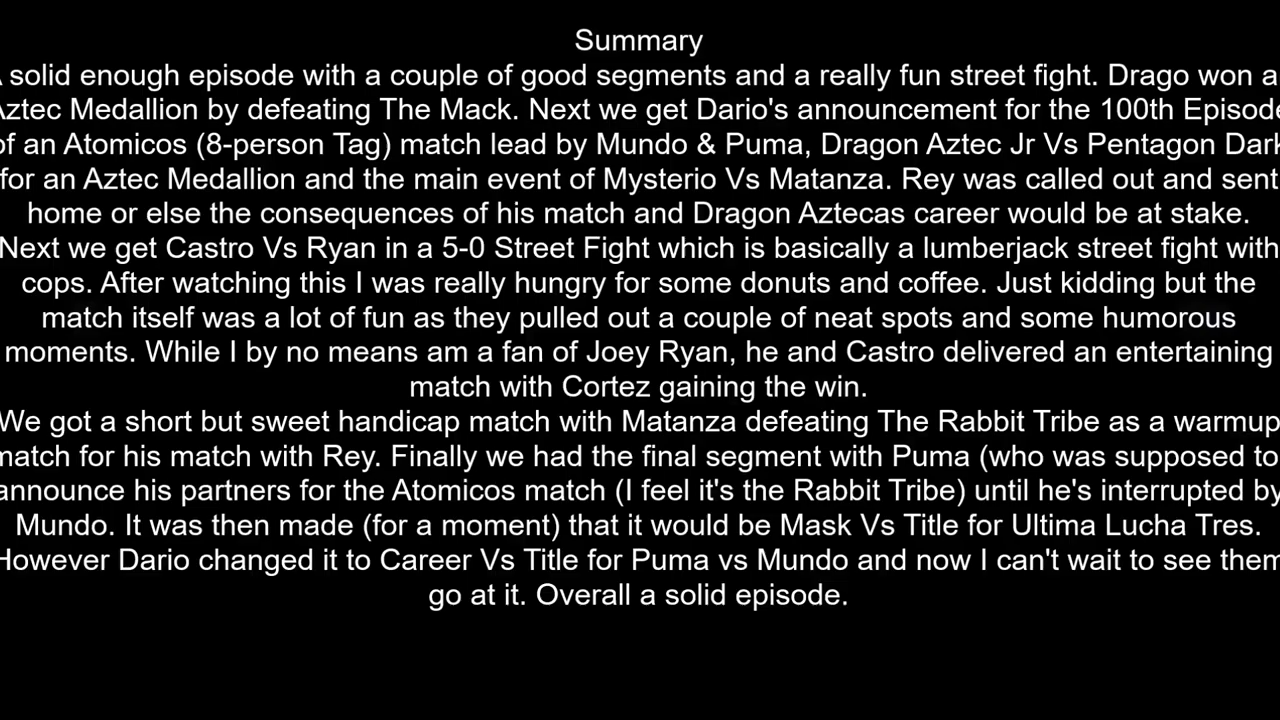 Summary
solid enough episode with a couple of good segments and a really fun street fight. Drago won a
Aztec Medallion by defeating The Mack. Next we get Dario's announcement for the 100th Episode
of an Atomicos (8-person Tag) match lead by Mundo & Puma, Dragon Aztec Jr Vs Pentagon Dark
for an Aztec Medallion and the main event of Mysterio Vs Matanza. Rey was called out and sent
home or else the consequences of his match and Dragon Aztecas career would be at stake.
Next we get Castro Vs Ryan in a 5-0 Street Fight which is basically a lumberjack street fight with
cops. After watching this I was really hungry for some donuts and coffee. Just kidding but the
match itself was a lot of fun as they pulled out a couple of neat spots and some humorous
moments. While I by no means am a fan of Joey Ryan, he and Castro delivered an entertaining
match with Cortez gaining the win.
We got a short but sweet handicap match with Matanza defeating The Rabbit Tribe as a warmup
match for his match with Rey. Finally we had the final segment with Puma (who was supposed to
announce his partners for the Atomicos match (I feel it's the Rabbit Tribe) until he's interrupted by
Mundo. It was then made (for a moment) that it would be Mask Vs Title for Ultima Lucha Tres.
However Dario changed it to Career Vs Title for Puma vs Mundo and now I can't wait to see them
go at it. Overall a solid episode.